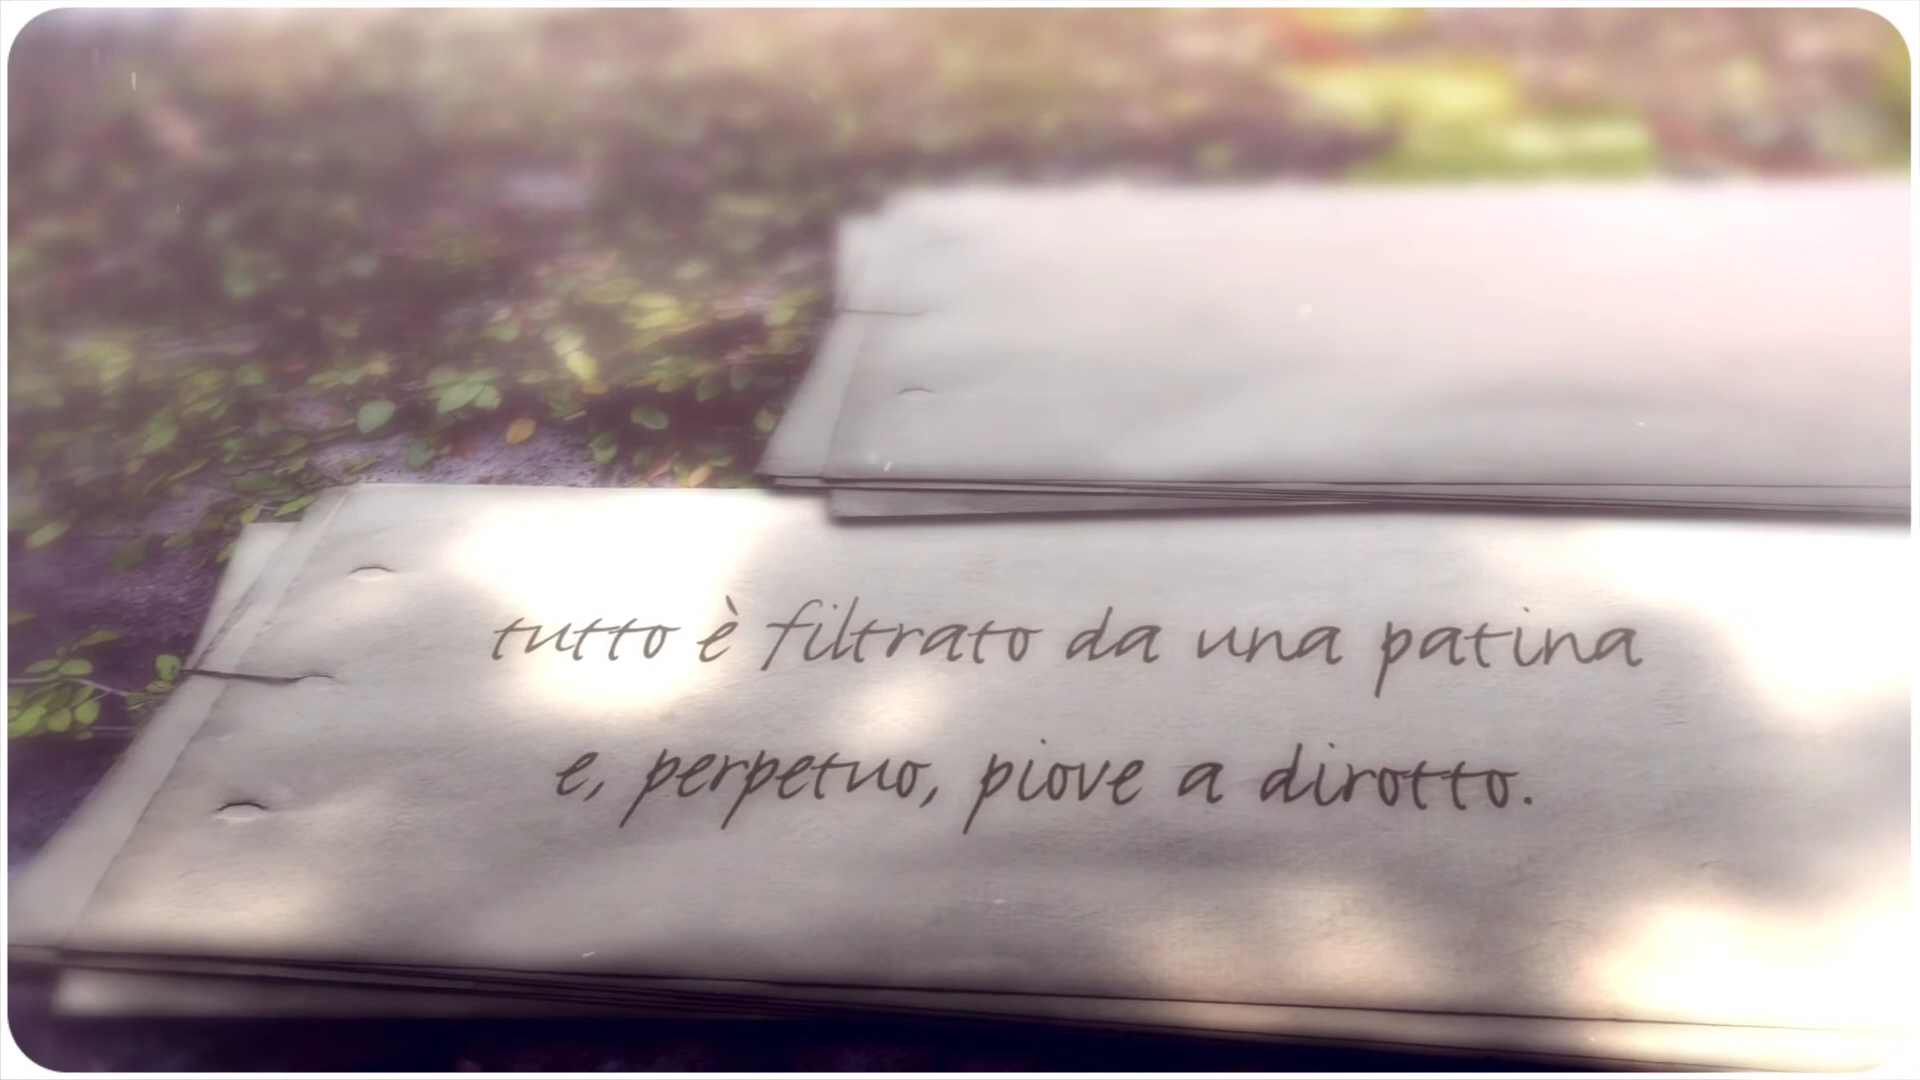 tutto è filtrato da una patina
e, perpetuo, piove a dirotto.